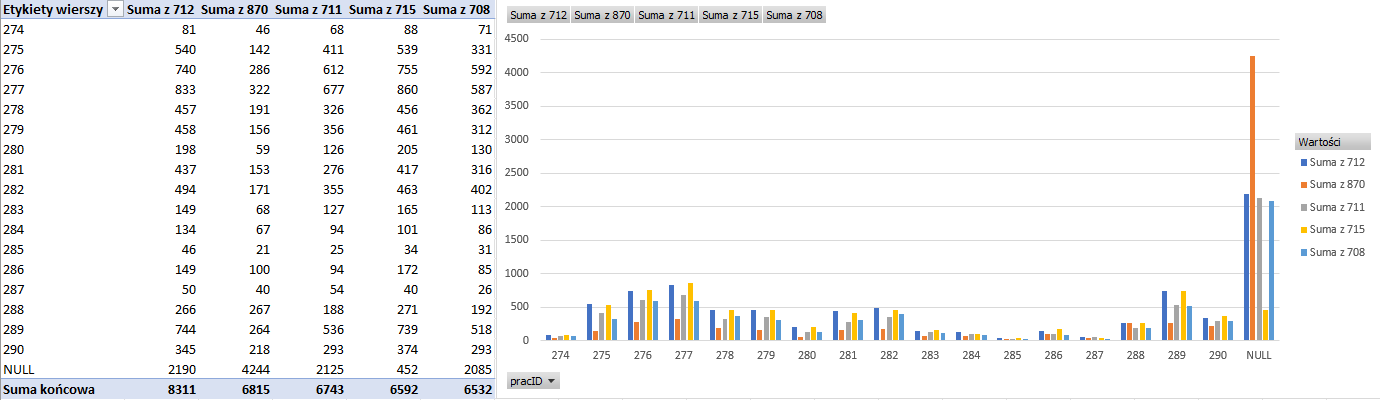 Etykiety wierszy Suma z 712 Suma z 870 Suma z 711 Suma z 715 Suma z 708
274 81 46 68 88 71
275 540 142 411 539 331
276 740 286 612 755 592
277 833 322 677 860 587
278 457 191 326 456 362
279 458 156 356 461 312
280 198 59 126 205 130
281 437 153 276 417 316
282 494 171 355 463 402
283 149 68 127 165 113
284 134 67 94 101 86
285 46 21 25 34 31
286 149 100 94 172 85
287 50 40 54 40 26
288 266 267 188 271 192
289 744 264 536 739 518
290 345 218 293 374 293
NULL 2190 4244 2125 452 2085
Suma końcowa 8311 6815 6743 6592 6532
Suma z 712 Suma z 870 Suma z 711 Suma z 715 Suma z 708
4500
4000
3500
3000
2500
2000
1500
1000
500
0
274 275 276 277 278 279 280 281 282 283 284 285 286 287 288 289 290 NULL
pracID
Wartości
Suma z 712
Suma z 870
Suma z 711
Suma z 715
Suma z 708